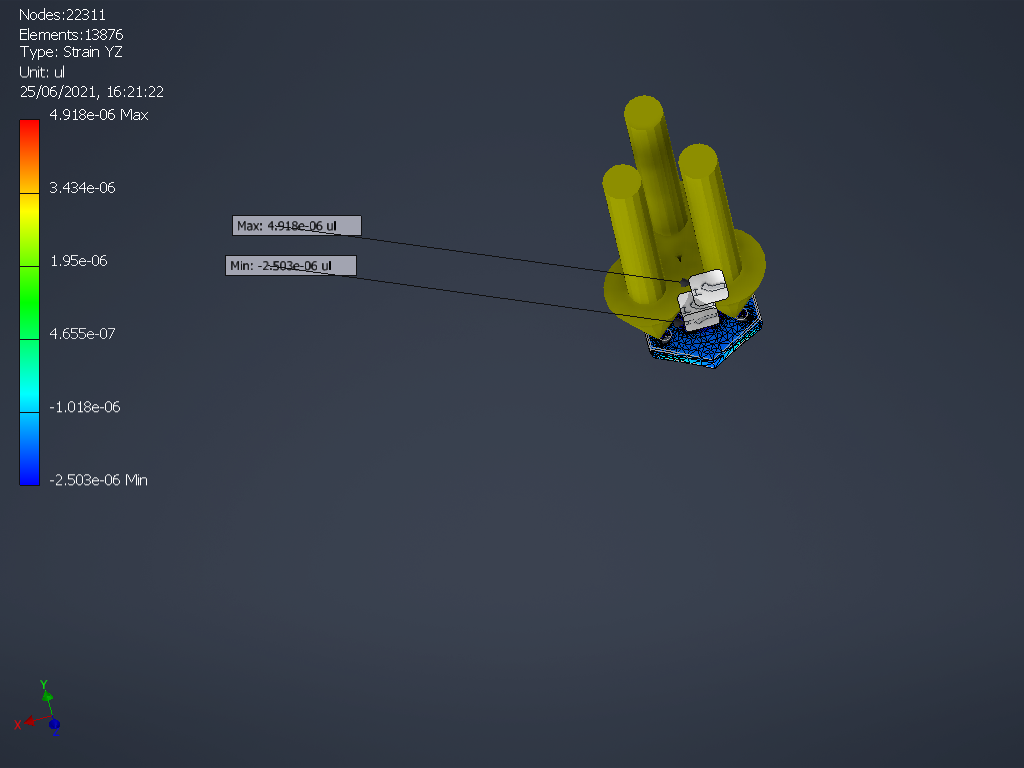 Nodes:22311
Elements:13876
Type: Strain YZ
Unit: ul
25/06/2021, 16:21:22
4.918e-06 Max
3.434e-06
1.95e-06
4.655e-07
-1.018e-06
-2.503e-06 Min
Max: 4.918e-06 ul
Min: -2.503e-06 ul
Y
X
Z